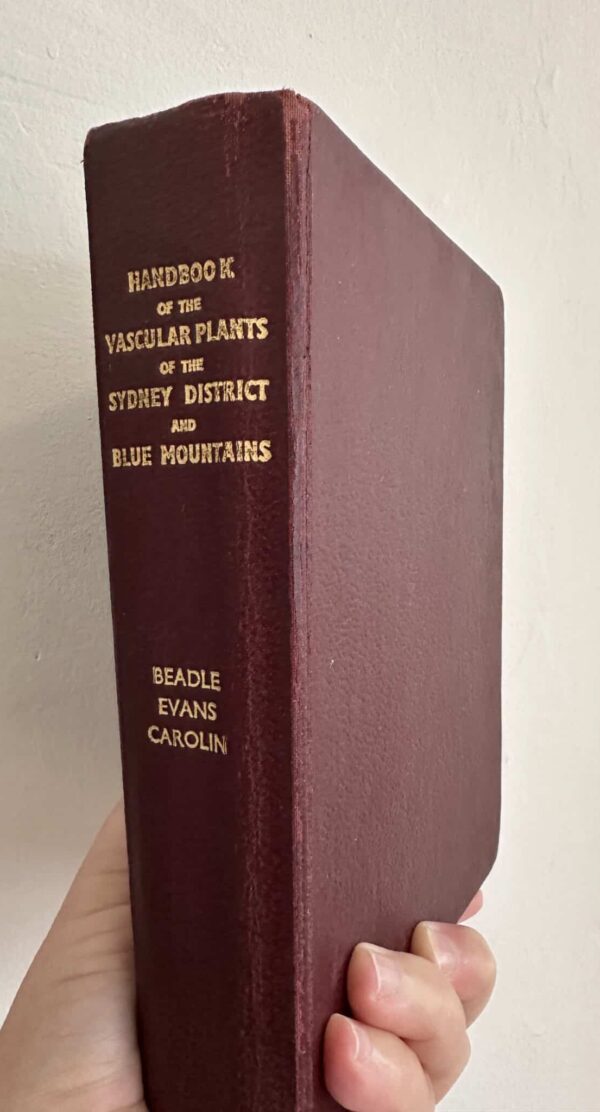 HANDBOOK
OF THE
VASCULAR PLANTS
OF THE
SYDNEY DISTRICT
AND
BLUE MOUNTAINS
BEADLE
EVANS
CAROLIN